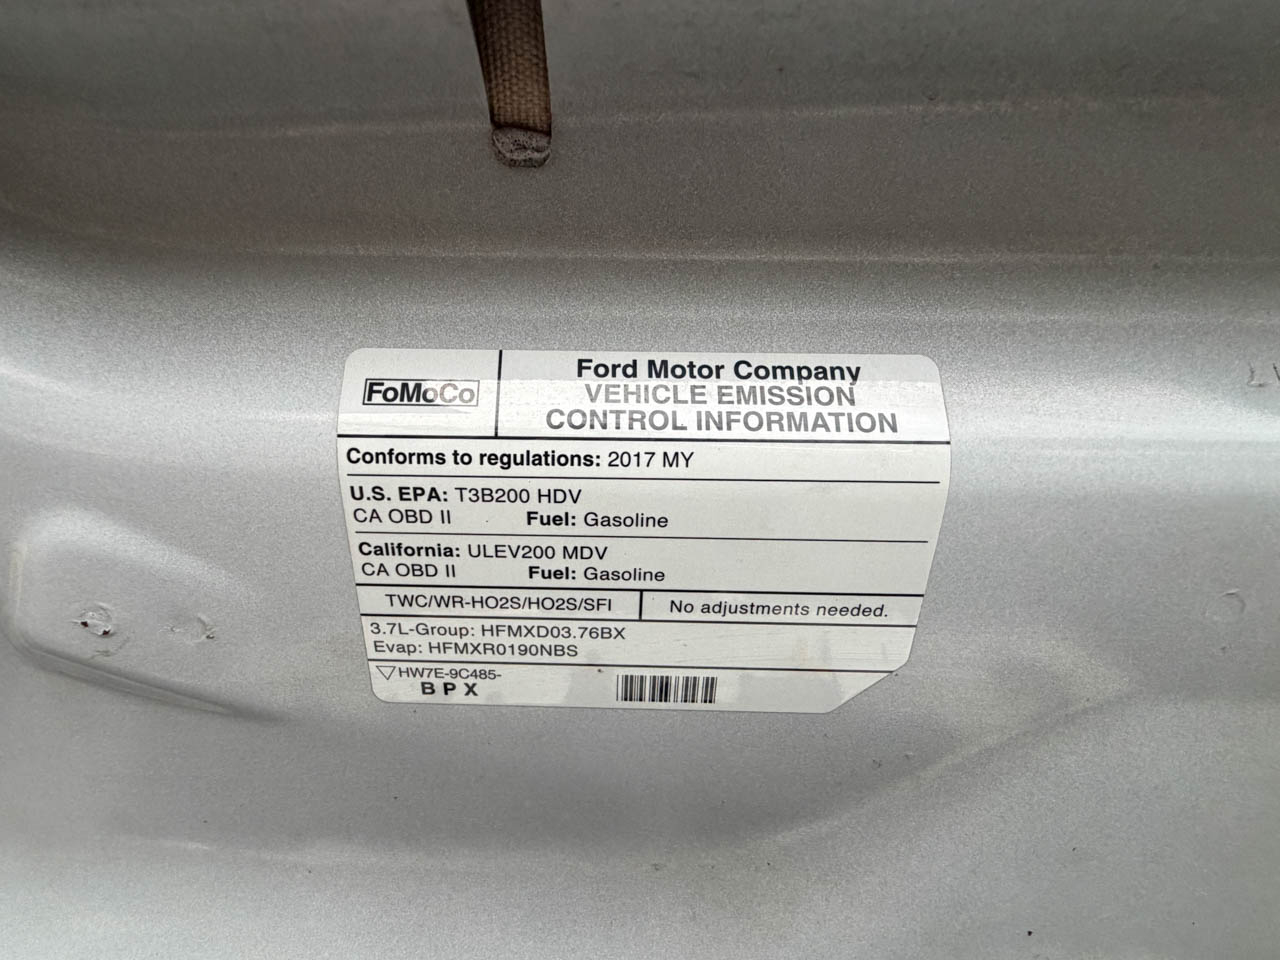 FoMoCo
Ford Motor Company
VEHICLE EMISSION
CONTROL INFORMATION
Conforms to regulations: 2017 MY
U.S. EPA: T3B200 HDV
CA OBD II Fuel: Gasoline
California: ULEV200 MDV
CA OBD II Fuel: Gasoline
TWC/WR-HO2S/HO2S/SFI
No adjustments needed.
3.7L-Group: HFMXD03.76BX
Evap: HFMXR0190NBS
HW7E-9C485-
BPX